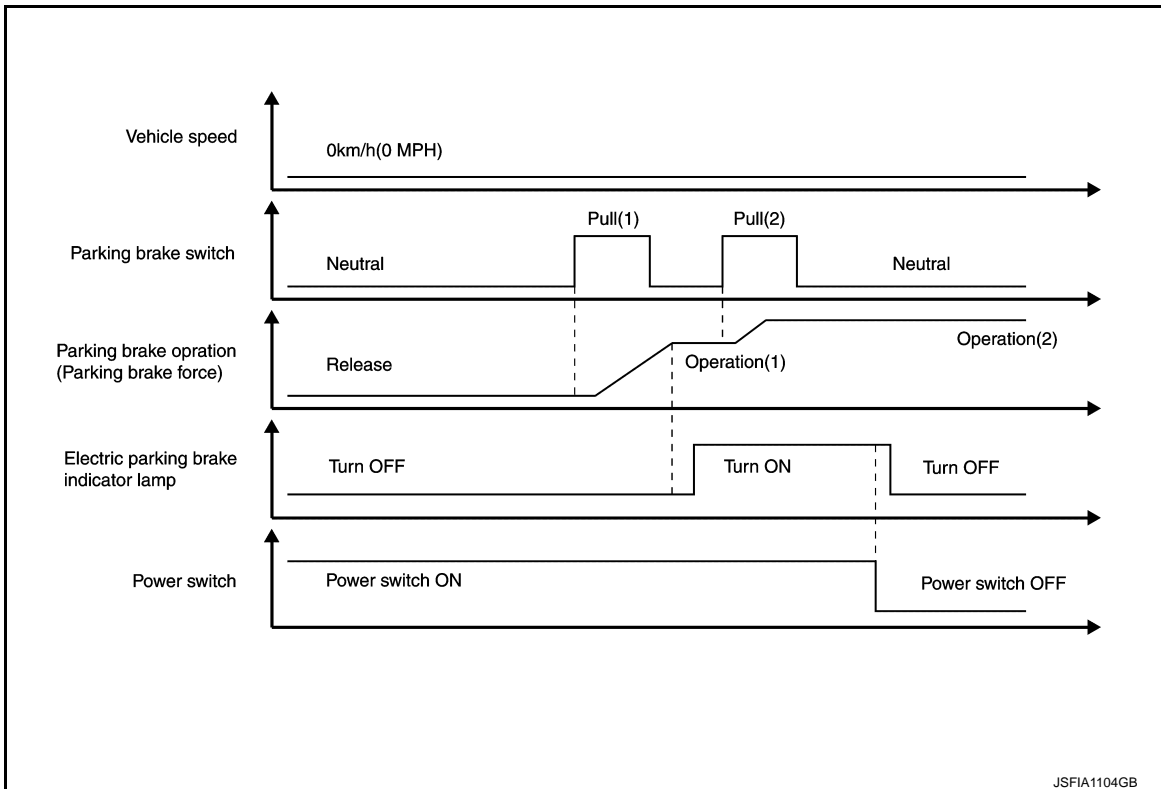 Vehicle speed
0km/h(0 MPH)
Parking brake switch
Neutral
Pull(1)
Pull(2)
Neutral
Parking brake opration
(Parking brake force)
Release
Operation(1)
Operation(2)
Electric parking brake
indicator lamp
Turn OFF
Turn ON
Turn OFF
Power switch
Power switch ON
Power switch OFF
JSFIA1104GB